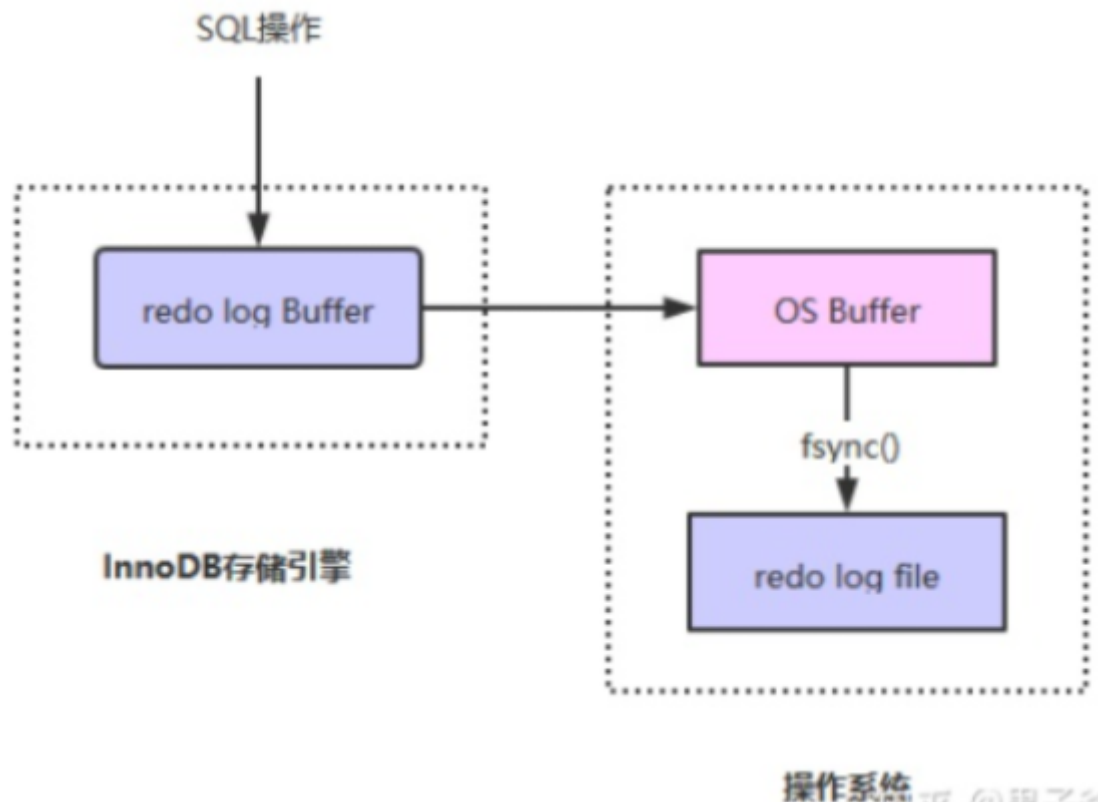 SQL操作
redo log Buffer
OS Buffer
fsync()
redo log file
InnoDB存储引擎
操作系统